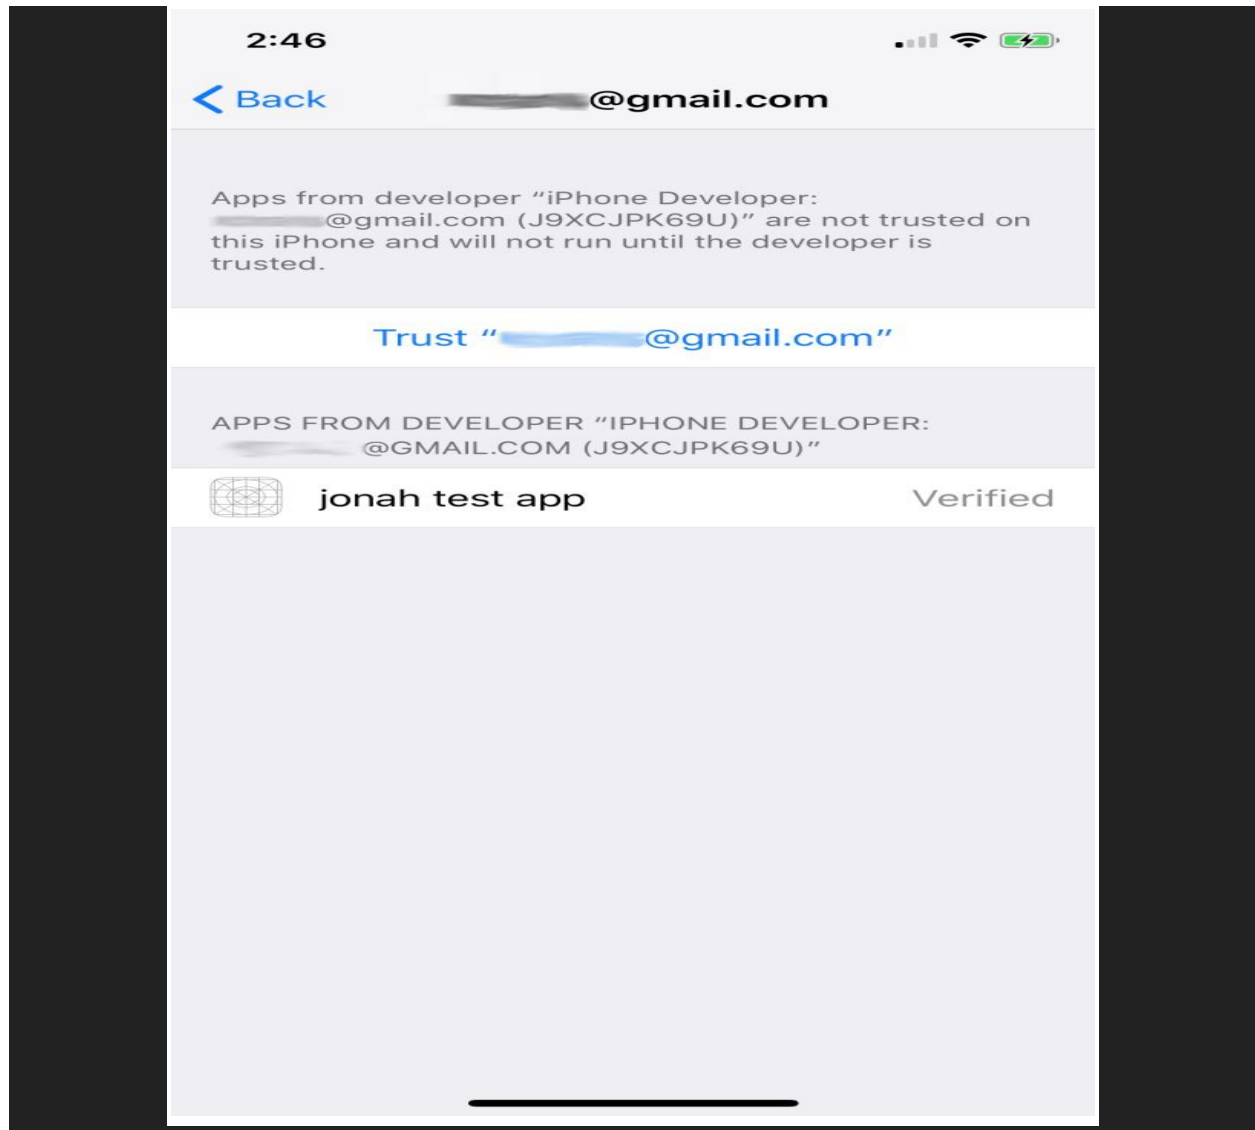 2:46
Back @gmail.com
Apps from developer “iPhone Developer:
@gmail.com (J9XCJPK69U)” are not trusted on
this iPhone and will not run until the developer is
trusted.
Trust “ @gmail.com”
APPS FROM DEVELOPER “IPHONE DEVELOPER:
@GMAIL.COM (J9XCJPK69U)”
jonah test app Verified